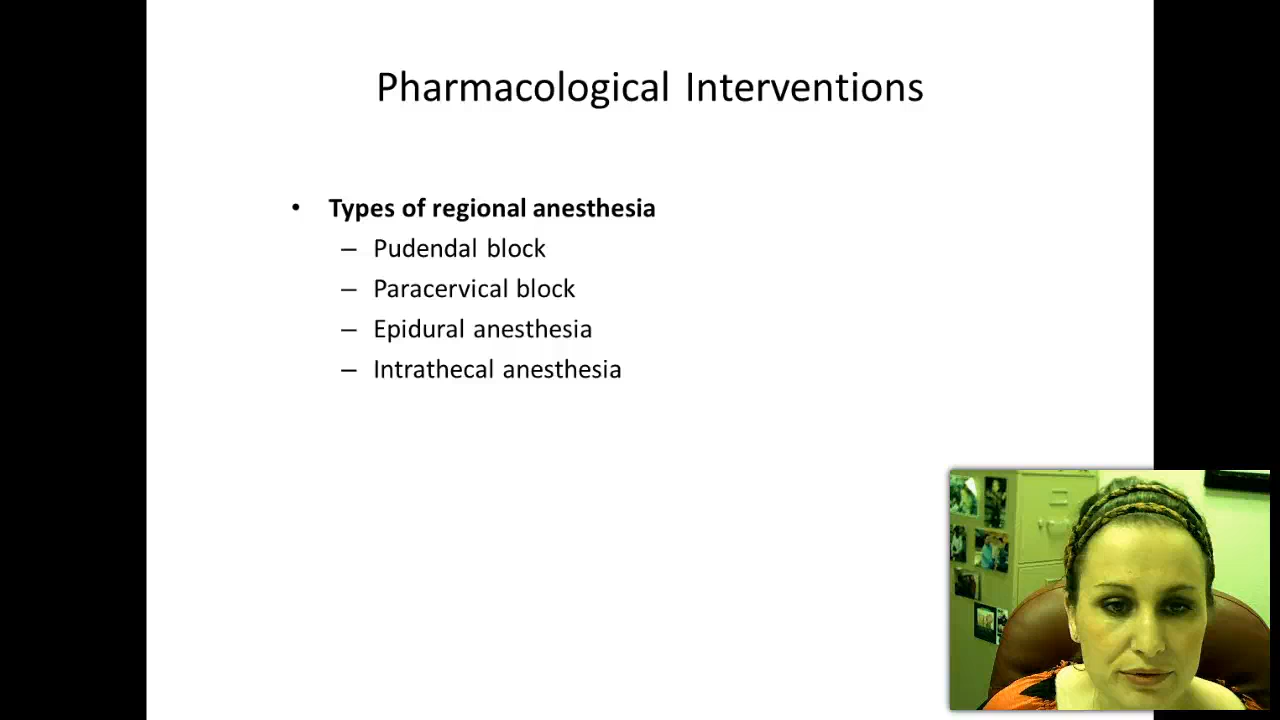 Pharmacological Interventions
• Types of regional anesthesia
– Pudendal block
– Paracervical block
– Epidural anesthesia
– Intrathecal anesthesia